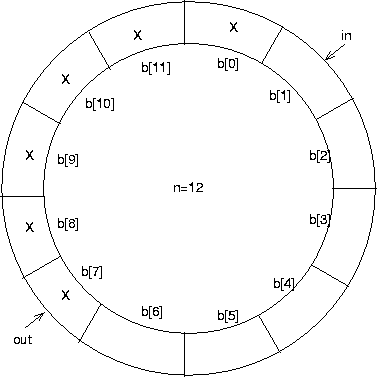 x
x
in
b[11]
b[0]
x
b[10]
b[1]
x
b[9]
b[2]
n=12
x
b[8]
b[3]
b[7]
b[4]
x
b[6]
b[5]
out